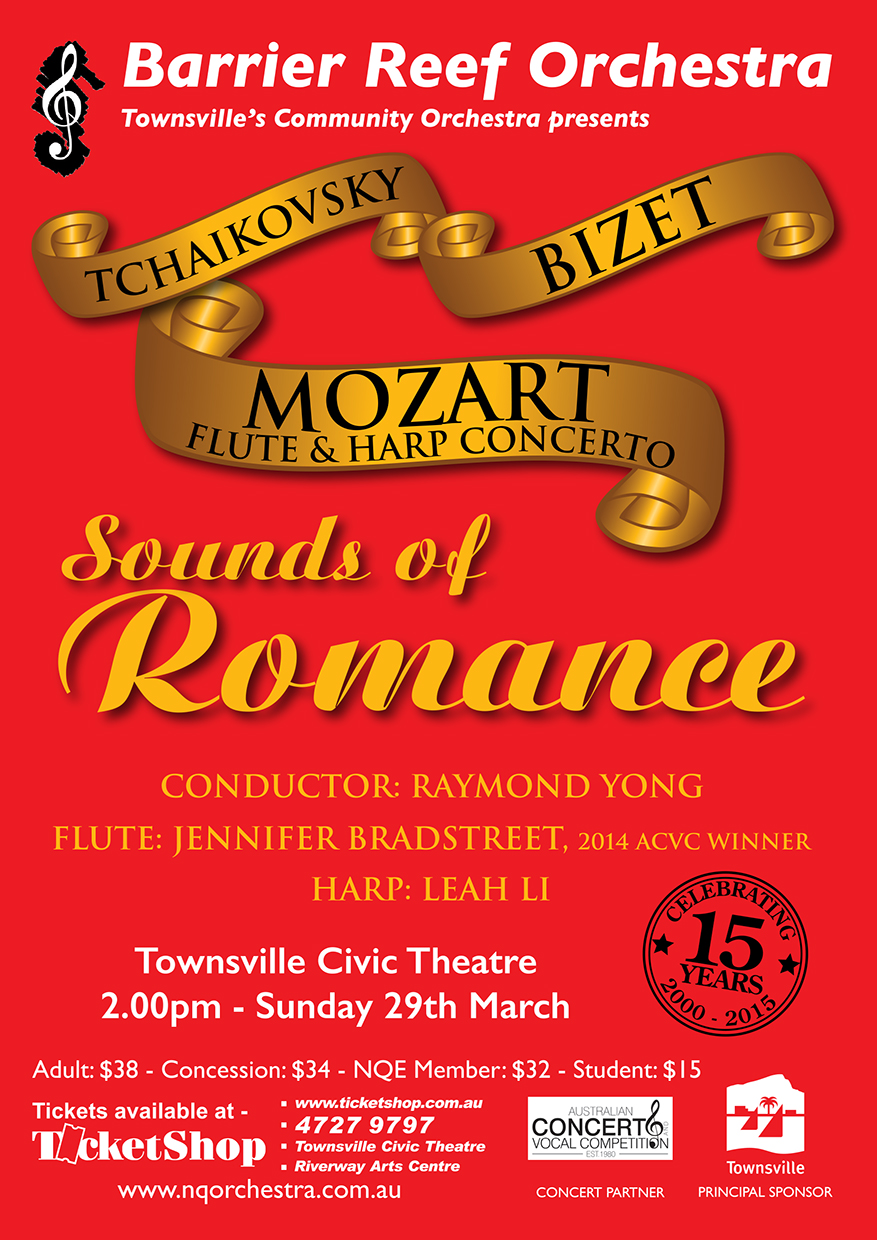 Barrier Reef Orchestra
Townsville's Community Orchestra presents
TCHAIKOVSKY
BIZET
MOZART
FLUTE & HARP CONCERTO
Sounds of
Romance
CONDUCTOR: RAYMOND YONG
FLUTE: JENNIFER BRADSTREET, 2014 ACVC WINNER
HARP: LEAH LI
CELEBRATING
15
YEARS
2000 - 2015
Townsville Civic Theatre
2.00pm - Sunday 29th March
Adult: $38 - Concession: $34 - NQE Member: $32 - Student: $15
Tickets available at -
TicketShop
▪ www.ticketshop.com.au
▪ 4727 9797
▪ Townsville Civic Theatre
▪ Riverway Arts Centre
www.nqorchestra.com.au
AUSTRALIAN
CONCERTO AND
VOCAL COMPETITION
EST.1980
CONCERT PARTNER
Townsville
PRINCIPAL SPONSOR